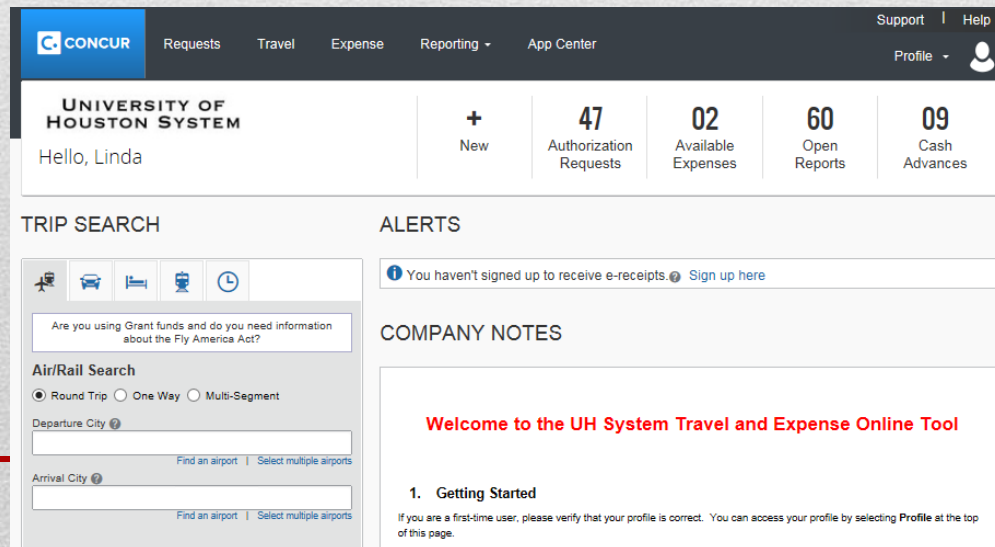 Support | Help
C. CONCUR Requests Travel Expense Reporting App Center
Profile
UNIVERSITY OF
HOUSTON SYSTEM
Hello, Linda
+
New
47
Authorization
Requests
02
Available
Expenses
60
Open
Reports
09
Cash
Advances
TRIP SEARCH
Are you using Grant funds and do you need information
about the Fly America Act?
Air/Rail Search
Round Trip One Way Multi-Segment
Departure City ?
Find an airport | Select multiple airports
Arrival City ?
Find an airport | Select multiple airports
ALERTS
You haven't signed up to receive e-receipts. ? Sign up here
COMPANY NOTES
Welcome to the UH System Travel and Expense Online Tool
1. Getting Started
If you are a first-time user, please verify that your profile is correct. You can access your profile by selecting Profile at the top
of this page.